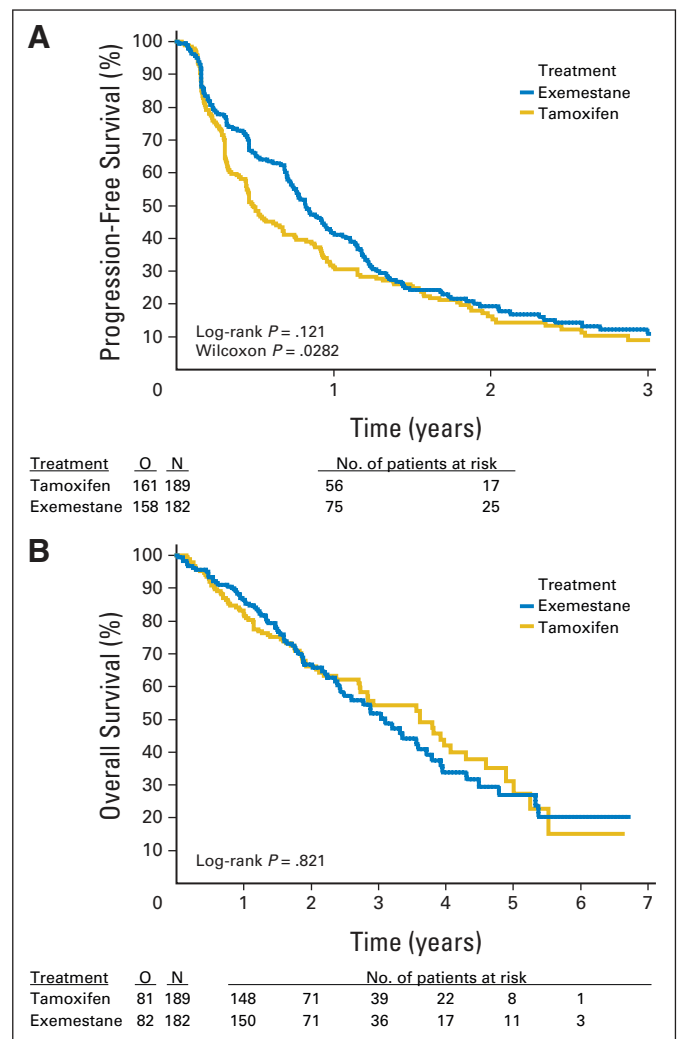 A
Progression-Free Survival (%)
100
90
80
70
60
50
40
30
20
10
Treatment
Exemestane
Tamoxifen
Log-rank P = .121
Wilcoxon P = .0282
0 1 2 3
Time (years)
Treatment O N No. of patients at risk
Tamoxifen 161 189 56 17
Exemestane 158 182 75 25
B
Overall Survival (%)
100
90
80
70
60
50
40
30
20
10
Treatment
Exemestane
Tamoxifen
Log-rank P = .821
0 1 2 3 4 5 6 7
Time (years)
Treatment O N No. of patients at risk
Tamoxifen 81 189 148 71 39 22 8 1
Exemestane 82 182 150 71 36 17 11 3